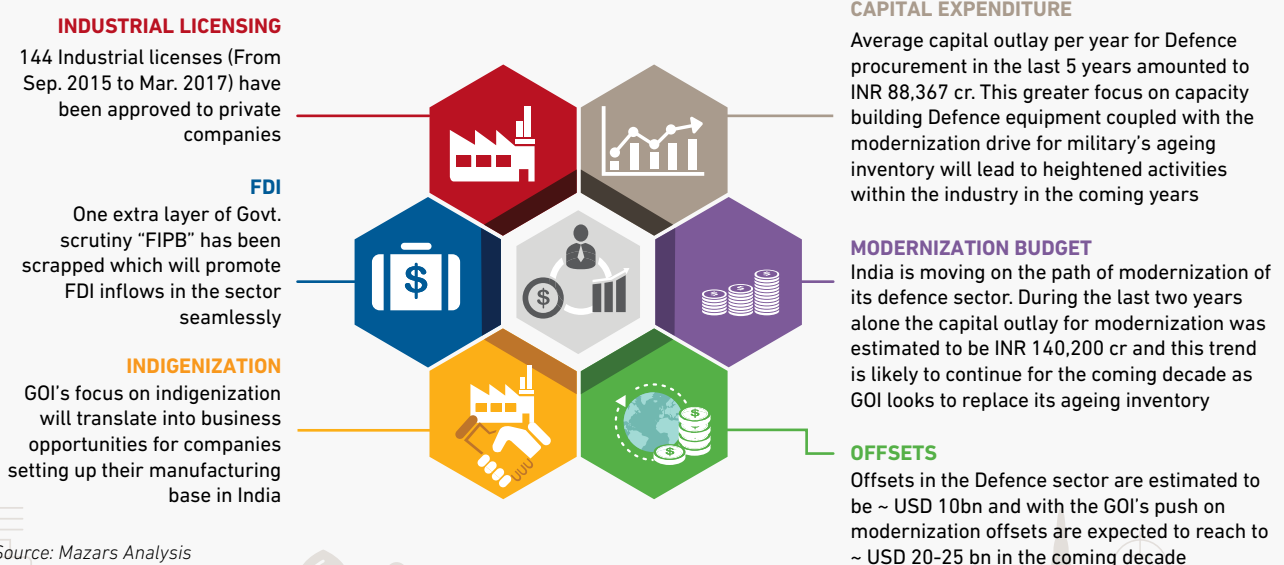 INDUSTRIAL LICENSING
144 Industrial licenses (From
Sep. 2015 to Mar. 2017) have
been approved to private
companies
FDI
One extra layer of Govt.
scrutiny “FIPB” has been
scrapped which will promote
FDI inflows in the sector
seamlessly
INDIGENIZATION
GOI’s focus on indigenization
will translate into business
opportunities for companies
setting up their manufacturing
base in India
Source: Mazars Analysis
$
$
$
$
CAPITAL EXPENDITURE
Average capital outlay per year for Defence
procurement in the last 5 years amounted to
INR 88,367 cr. This greater focus on capacity
building Defence equipment coupled with the
modernization drive for military’s ageing
inventory will lead to heightened activities
within the industry in the coming years
MODERNIZATION BUDGET
India is moving on the path of modernization of
its defence sector. During the last two years
alone the capital outlay for modernization was
estimated to be INR 140,200 cr and this trend
is likely to continue for the coming decade as
GOI looks to replace its ageing inventory
OFFSETS
Offsets in the Defence sector are estimated to
be ~ USD 10bn and with the GOI’s push on
modernization offsets are expected to reach to
~ USD 20-25 bn in the coming decade